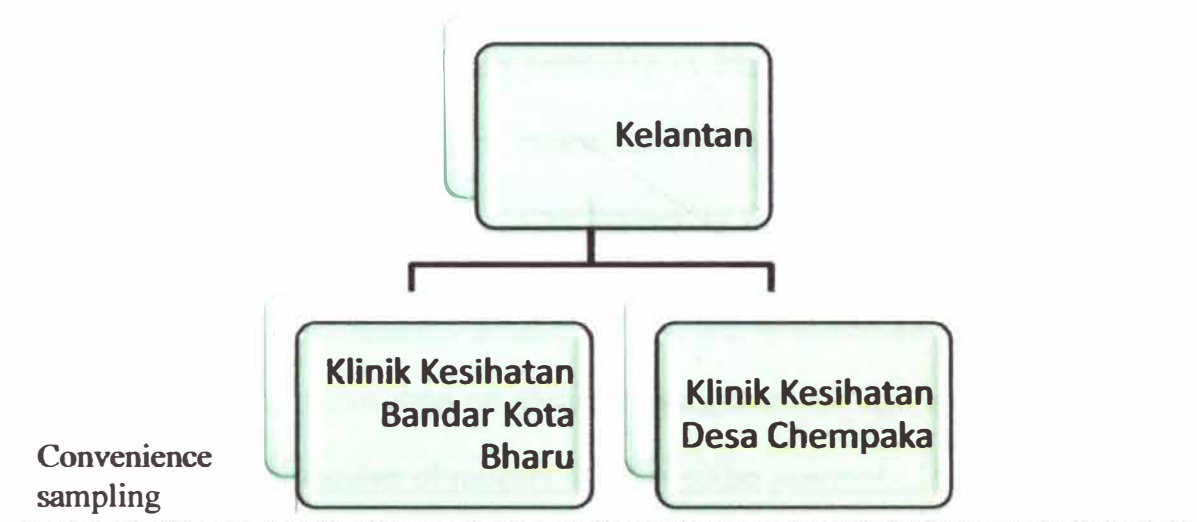 Kelantan
Klinik Kesihatan
Bandar Kota
Bharu
Klinik Kesihatan
Desa Chempaka
Convenience
sampling